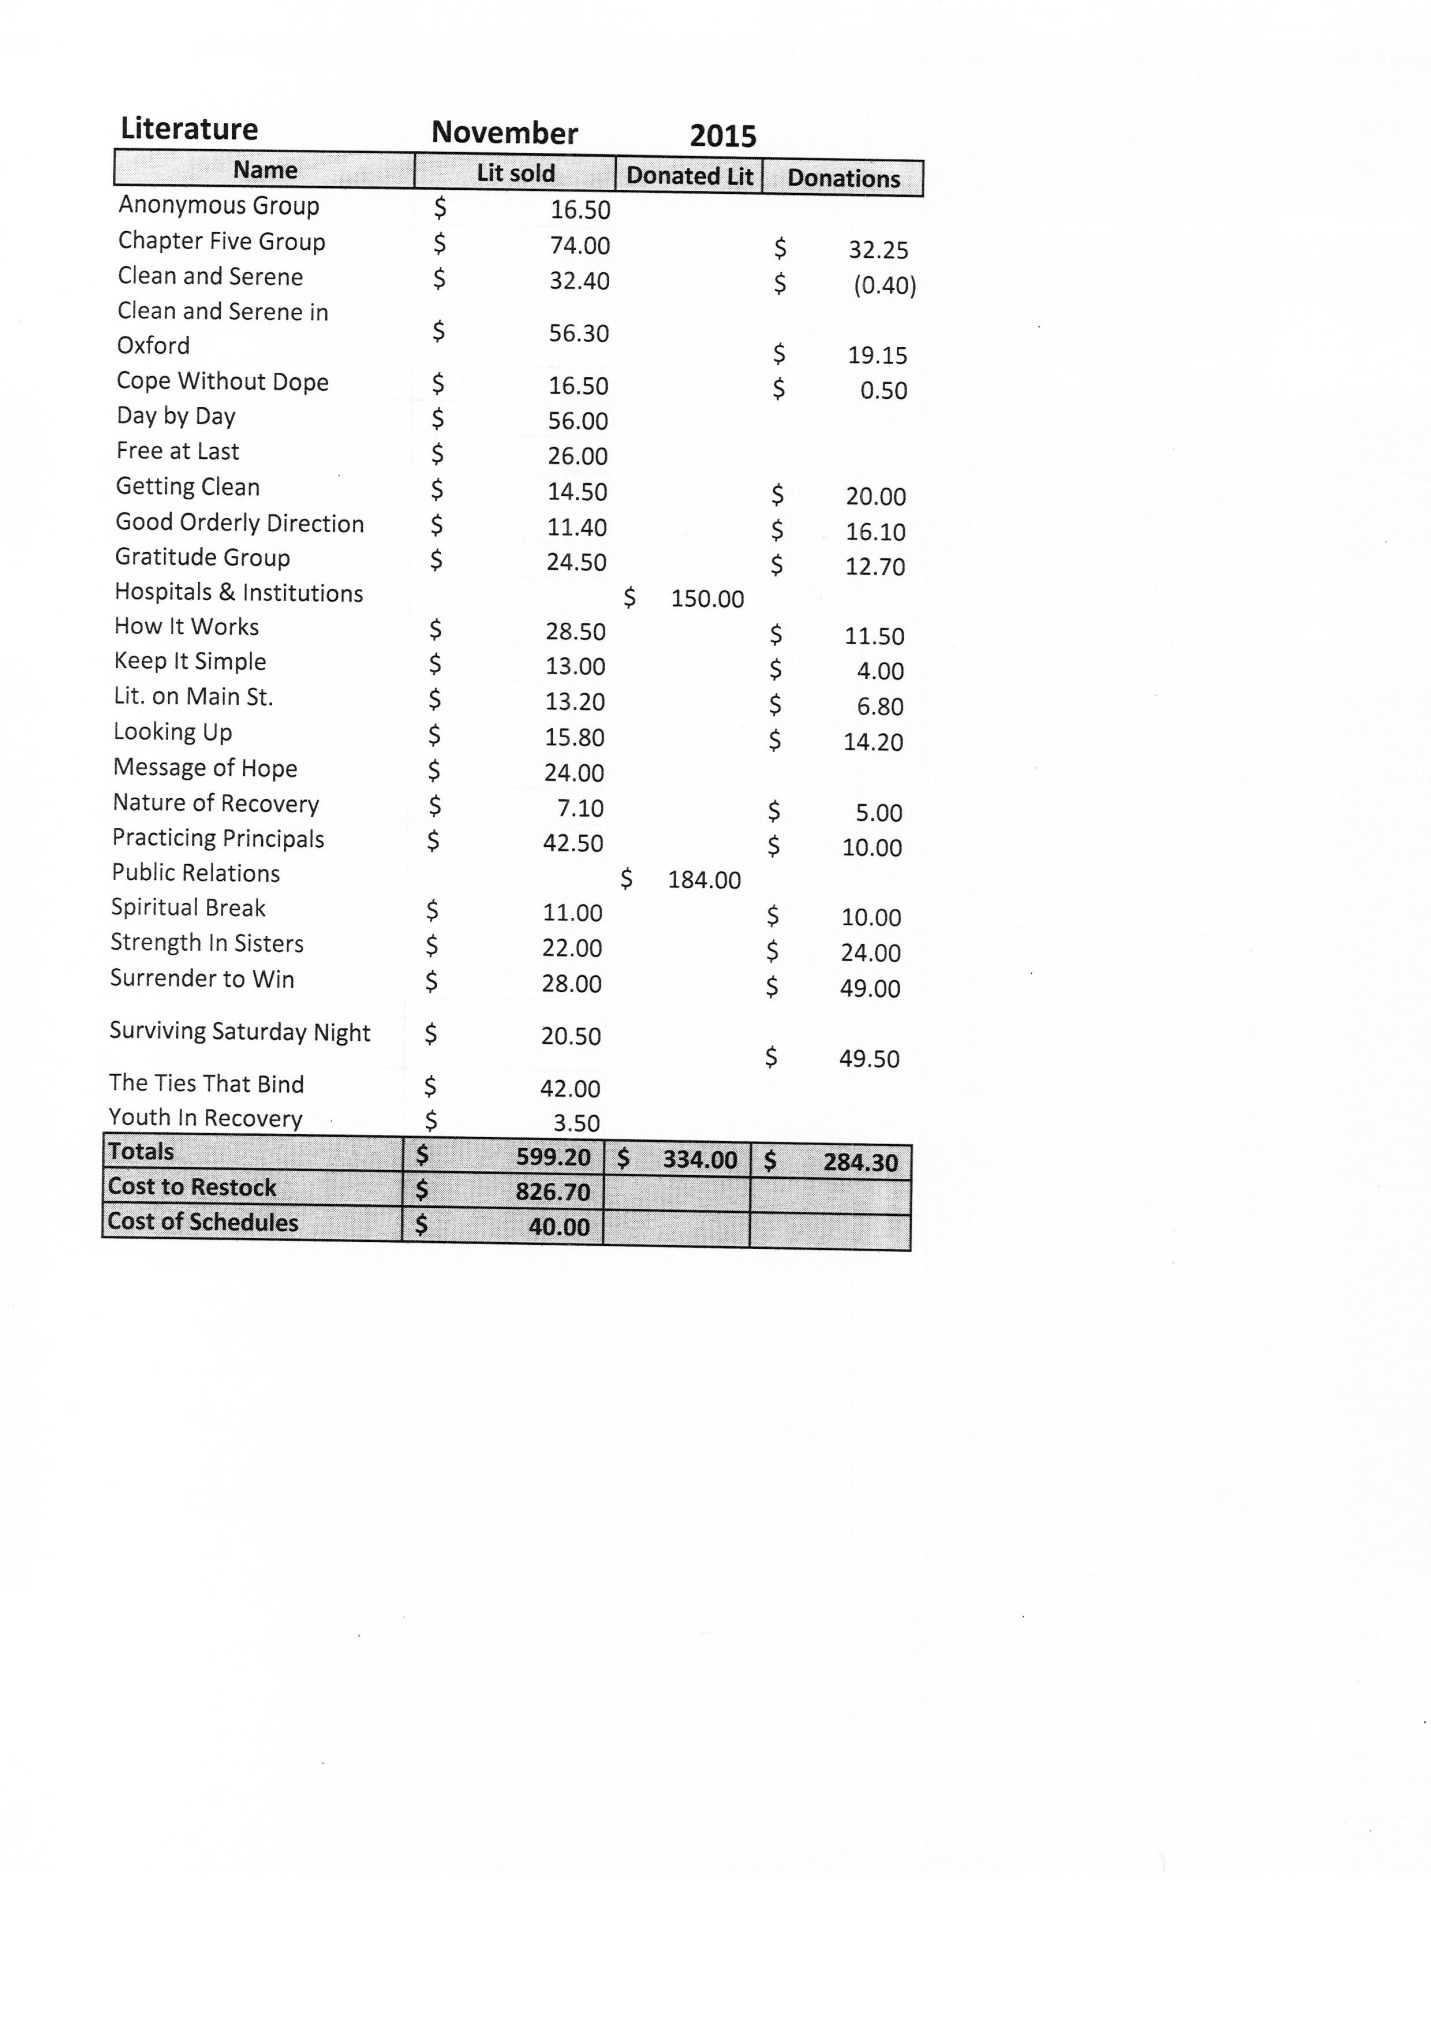 Literature November 2015
Name Lit sold Donated Lit Donations
Anonymous Group $ 16.50
Chapter Five Group $ 74.00 $ 32.25
Clean and Serene $ 32.40 $ (0.40)
Clean and Serene in
Oxford $ 56.30 $ 19.15
Cope Without Dope $ 16.50 $ 0.50
Day by Day $ 56.00
Free at Last $ 26.00
Getting Clean $ 14.50 $ 20.00
Good Orderly Direction $ 11.40 $ 16.10
Gratitude Group $ 24.50 $ 12.70
Hospitals & Institutions $ 150.00
How It Works $ 28.50 $ 11.50
Keep It Simple $ 13.00 $ 4.00
Lit. on Main St. $ 13.20 $ 6.80
Looking Up $ 15.80 $ 14.20
Message of Hope $ 24.00
Nature of Recovery $ 7.10 $ 5.00
Practicing Principals $ 42.50 $ 10.00
Public Relations $ 184.00
Spiritual Break $ 11.00 $ 10.00
Strength In Sisters $ 22.00 $ 24.00
Surrender to Win $ 28.00 $ 49.00
Surviving Saturday Night $ 20.50 $ 49.50
The Ties That Bind $ 42.00
Youth In Recovery $ 3.50
Totals $ 599.20 $ 334.00 $ 284.30
Cost to Restock $ 826.70
Cost of Schedules $ 40.00